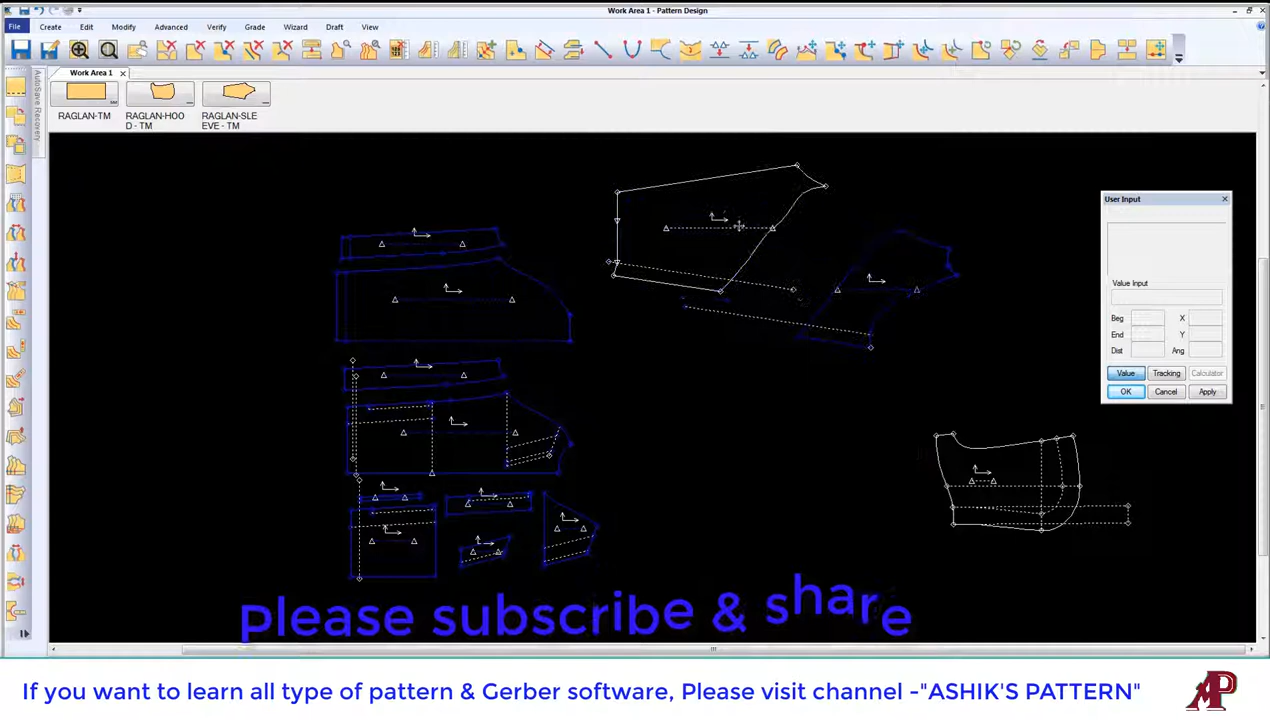 Work Area 1 - Pattern Design
File Create Edit Modify Advanced Verify Grade Wizard Draft View
Work Area 1
AutoSave Recovery
RAGLAN-TM
RAGLAN-HOO
D - TM
RAGLAN-SLE
EVE - TM
User Input
Value Input
Beg X
End Y
Dist Ang
Value Tracking Calculator
OK Cancel Apply
please subscribe & share
If you want to learn all type of pattern & Gerber software, Please visit channel -"ASHIK'S PATTERN"
AP